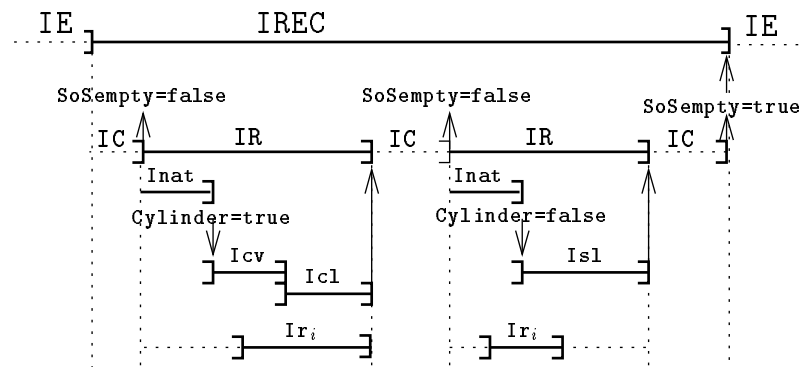 IE IREC IE
SoSempty=false SoSempty=false
SoSempty=true
IC IR IC IR IC
Inat Inat
Cylinder=true Cylinder=false
Icv Isl
Icl
Ir_i Ir_i